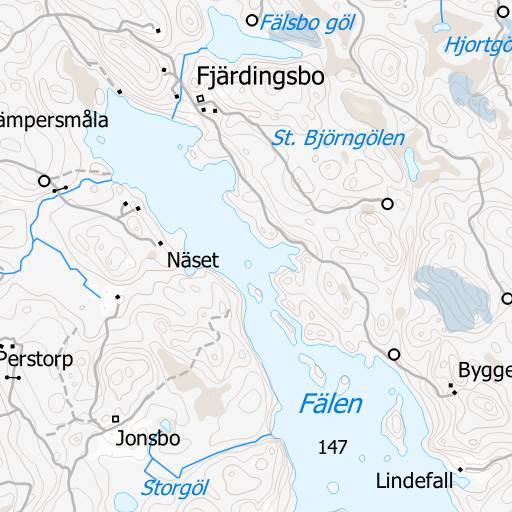 Fälsbo göl
Hjortgö
Fjärdingsbo
ämpersmåla
St. Björngölen
Näset
Perstorp
Bygge
Fälen
Jonsbo
147
Lindefall
Storgöl